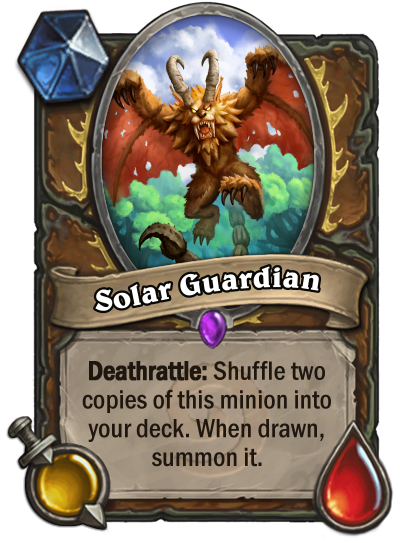 Solar Guardian
Deathrattle: Shuffle two
copies of this minion into
your deck. When drawn,
summon it.